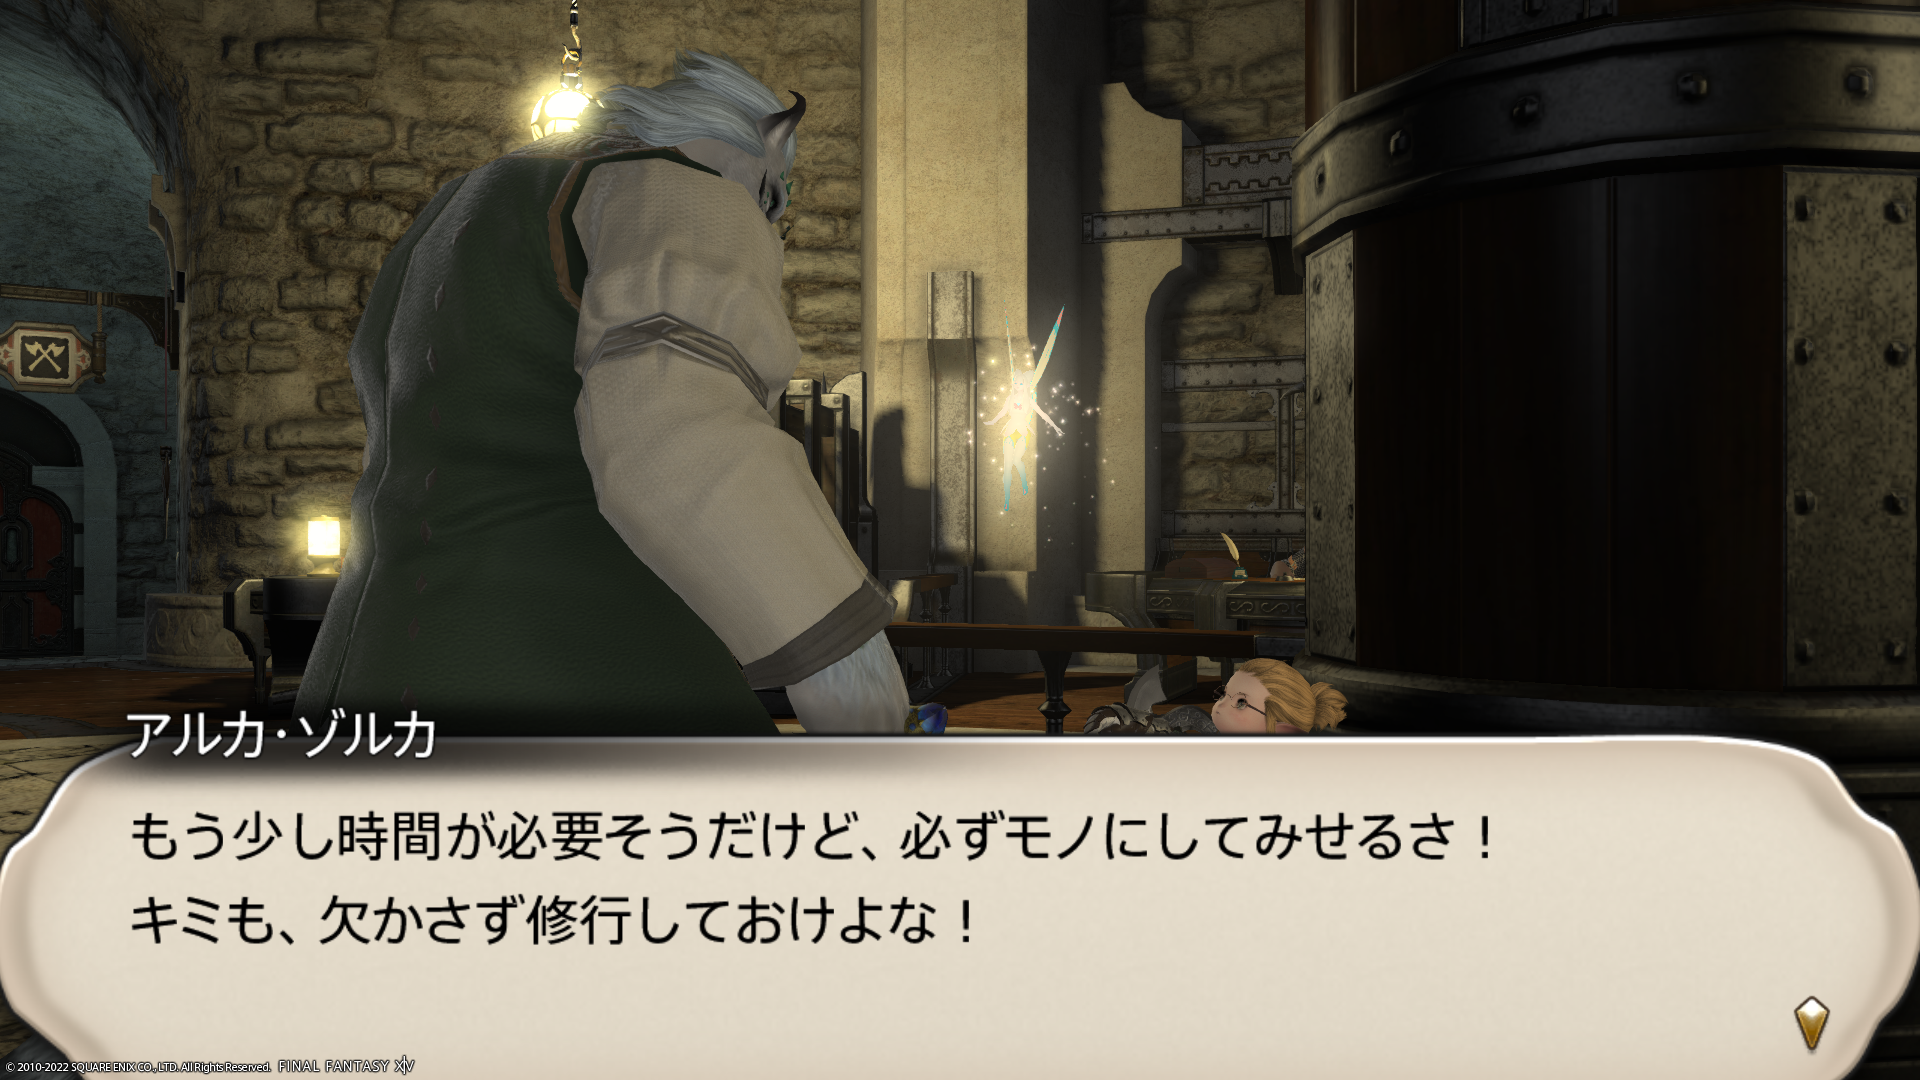 アルカ・ゾルカ
もう少し時間が必要そうだけど、必ずモノにしてみせるさ！
キミも、欠かさず修行しておけよな！
© 2010-2022 SQUARE ENIX CO., LTD. All Rights Reserved. FINAL FANTASY XIV